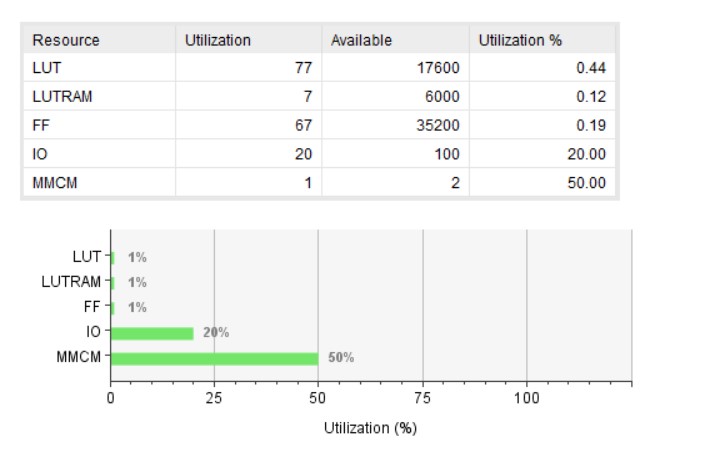 Resource Utilization Available Utilization %
LUT 77 17600 0.44
LUTRAM 7 6000 0.12
FF 67 35200 0.19
IO 20 100 20.00
MMCM 1 2 50.00
LUT 1%
LUTRAM 1%
FF 1%
IO 20%
MMCM 50%
0 25 50 75 100
Utilization (%)